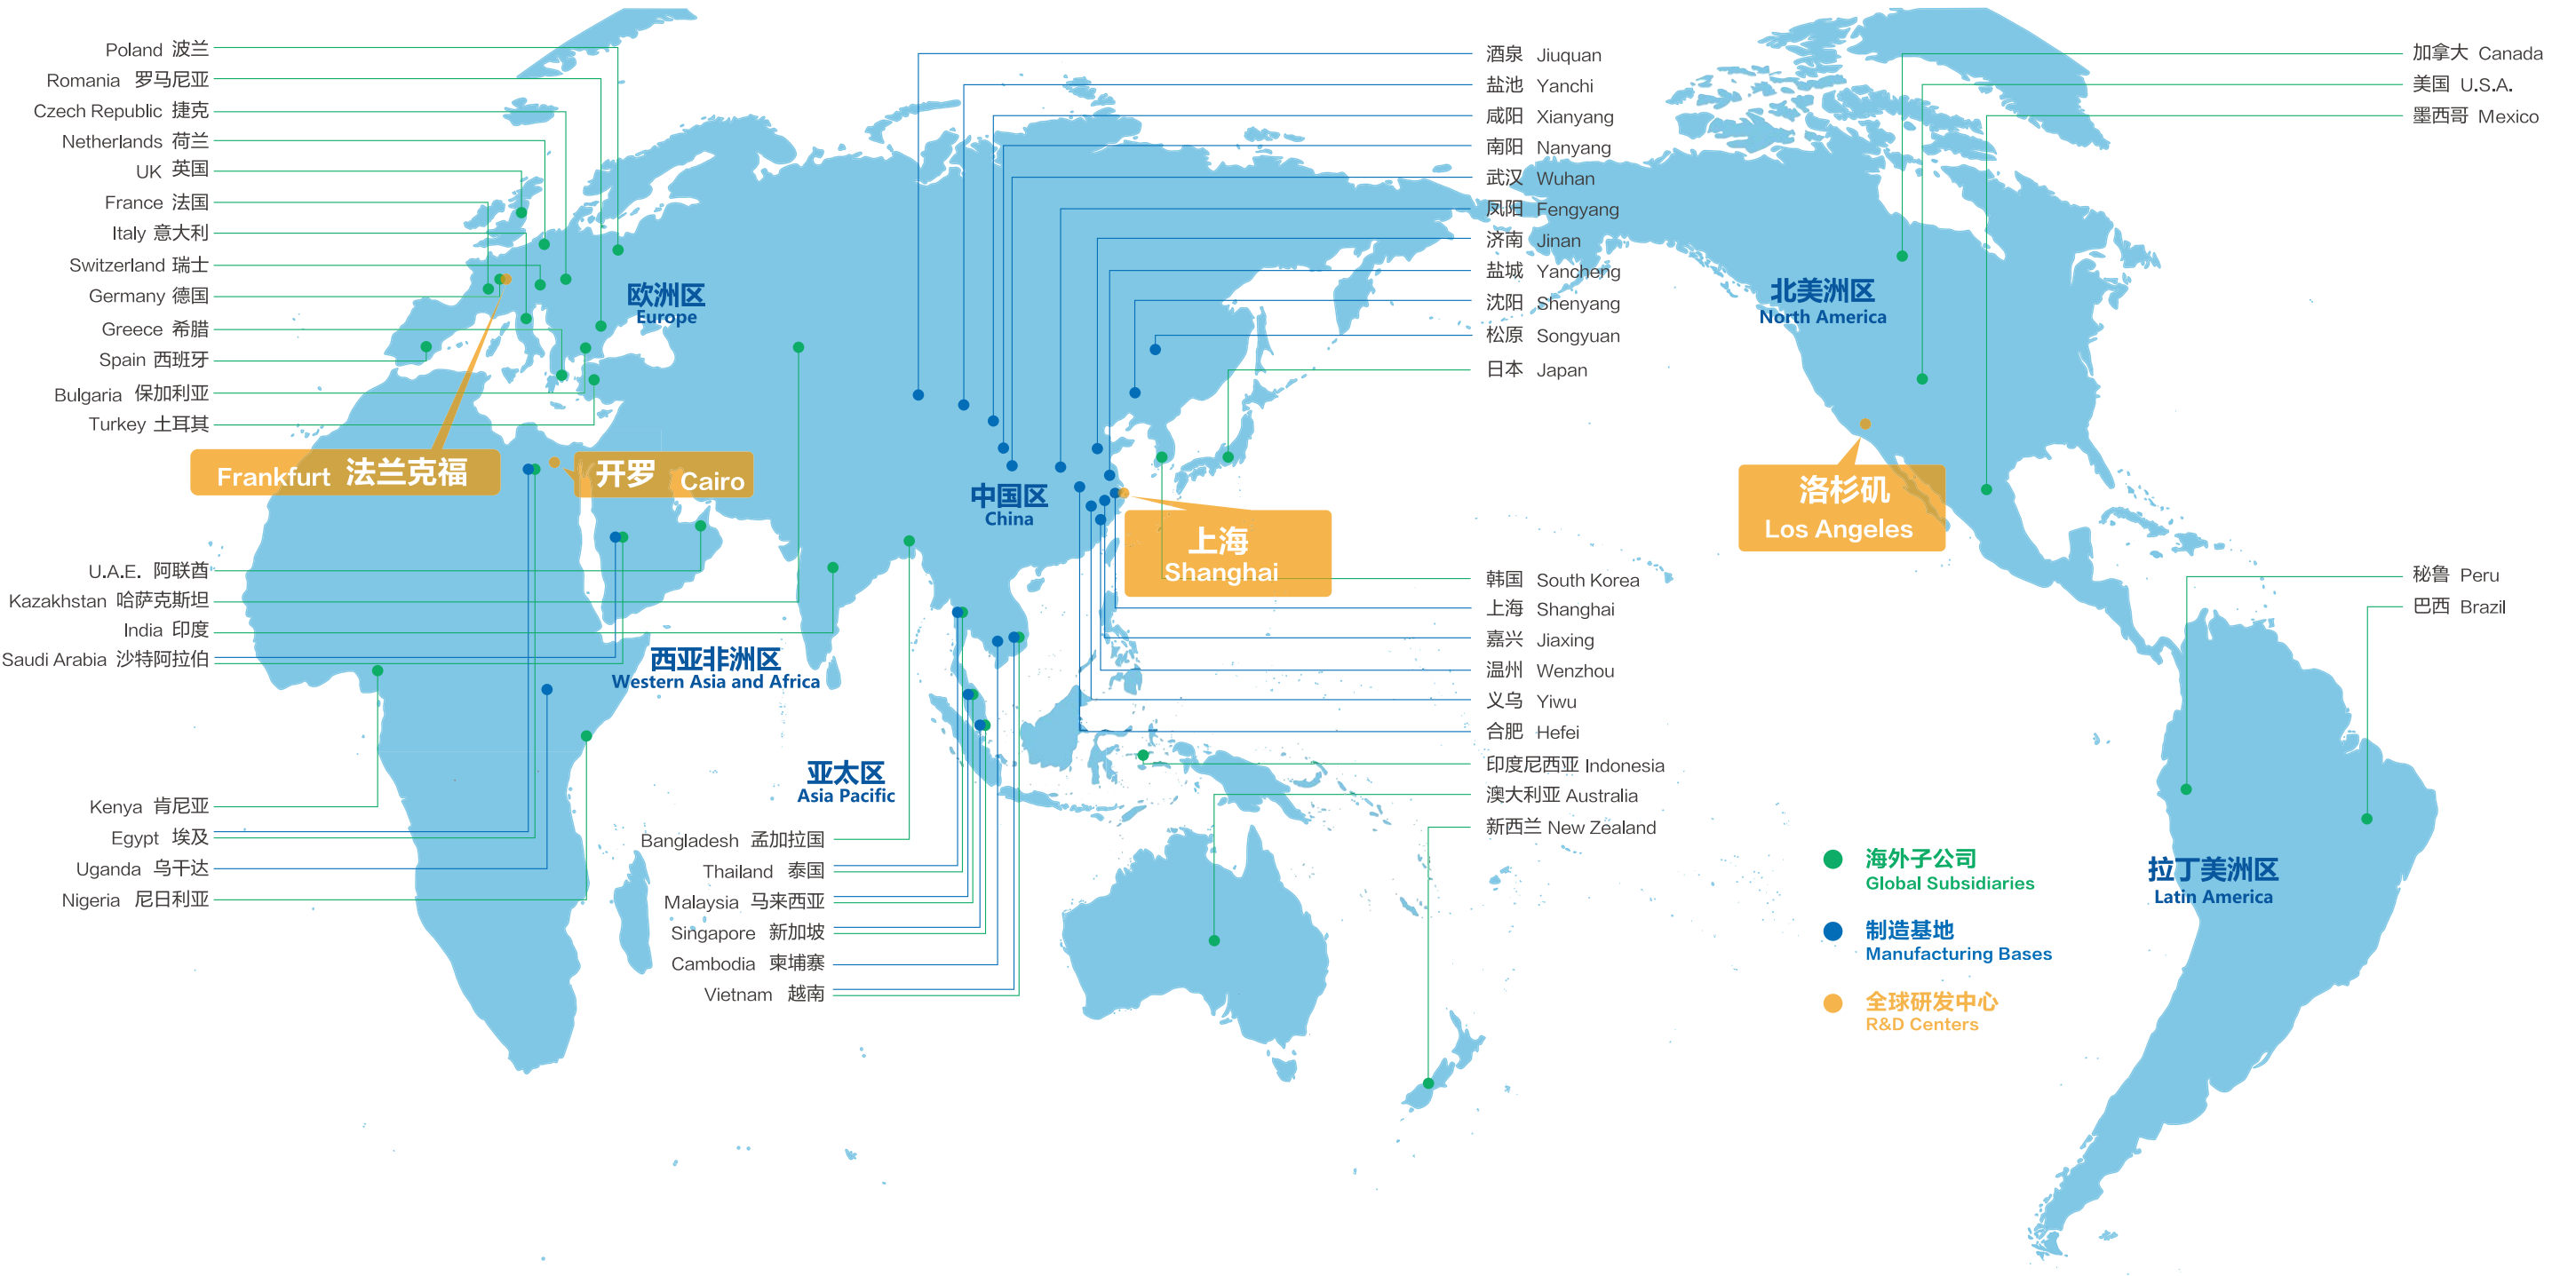 Poland 波兰
Romania 罗马尼亚
Czech Republic 捷克
Netherlands 荷兰
UK 英国
France 法国
Italy 意大利
Switzerland 瑞士
Germany 德国
Greece 希腊
Spain 西班牙
Bulgaria 保加利亚
Turkey 土耳其
Frankfurt 法兰克福
开罗 Cairo
U.A.E. 阿联酋
Kazakhstan 哈萨克斯坦
India 印度
Saudi Arabia 沙特阿拉伯
Kenya 肯尼亚
Egypt 埃及
Uganda 乌干达
Nigeria 尼日利亚
欧洲区
Europe
西亚非洲区
Western Asia and Africa
亚太区
Asia Pacific
Bangladesh 孟加拉国
Thailand 泰国
Malaysia 马来西亚
Singapore 新加坡
Cambodia 柬埔寨
Vietnam 越南
中国区
China
上海
Shanghai
酒泉 Jiuquan
盐池 Yanchi
咸阳 Xianyang
南阳 Nanyang
武汉 Wuhan
凤阳 Fengyang
济南 Jinan
盐城 Yancheng
沈阳 Shenyang
松原 Songyuan
日本 Japan
韩国 South Korea
上海 Shanghai
嘉兴 Jiaxing
温州 Wenzhou
义乌 Yiwu
合肥 Hefei
印度尼西亚 Indonesia
澳大利亚 Australia
新西兰 New Zealand
北美洲区
North America
洛杉矶
Los Angeles
加拿大 Canada
美国 U.S.A.
墨西哥 Mexico
秘鲁 Peru
巴西 Brazil
拉丁美洲区
Latin America
海外子公司
Global Subsidiaries
制造基地
Manufacturing Bases
全球研发中心
R&D Centers